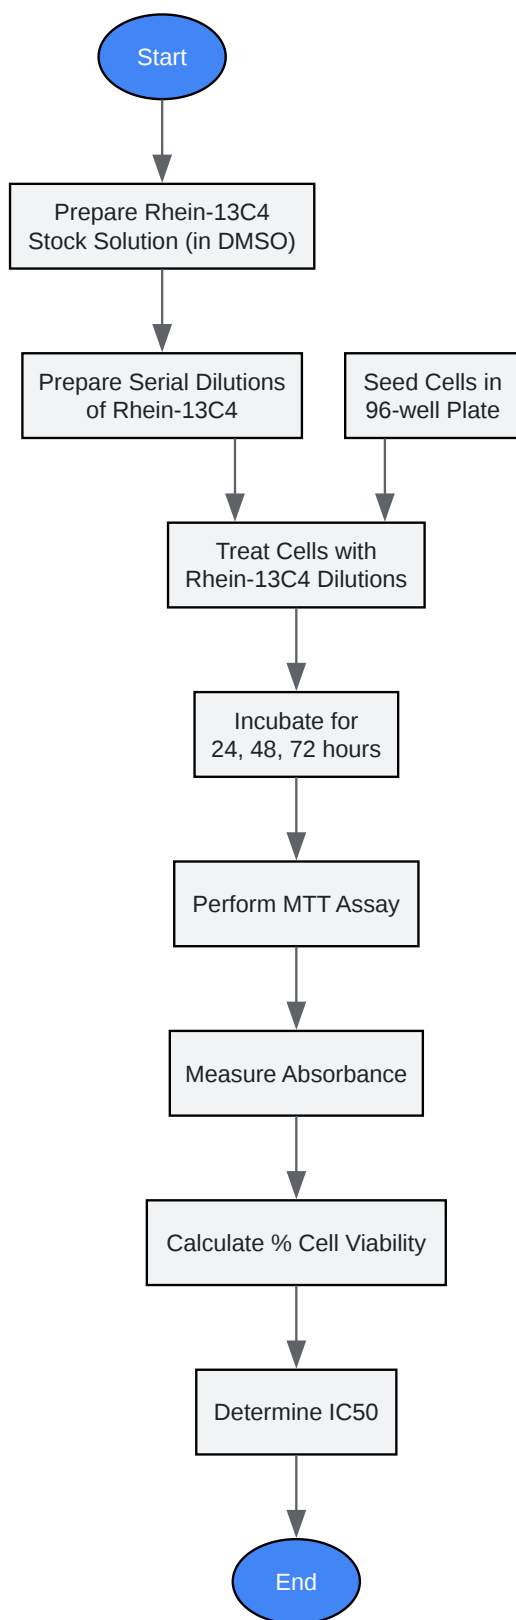 Start
Prepare Rhein-13C4
Stock Solution (in DMSO)
Prepare Serial Dilutions
of Rhein-13C4
Seed Cells in
96-well Plate
Treat Cells with
Rhein-13C4 Dilutions
Incubate for
24, 48, 72 hours
Perform MTT Assay
Measure Absorbance
Calculate % Cell Viability
Determine IC50
End